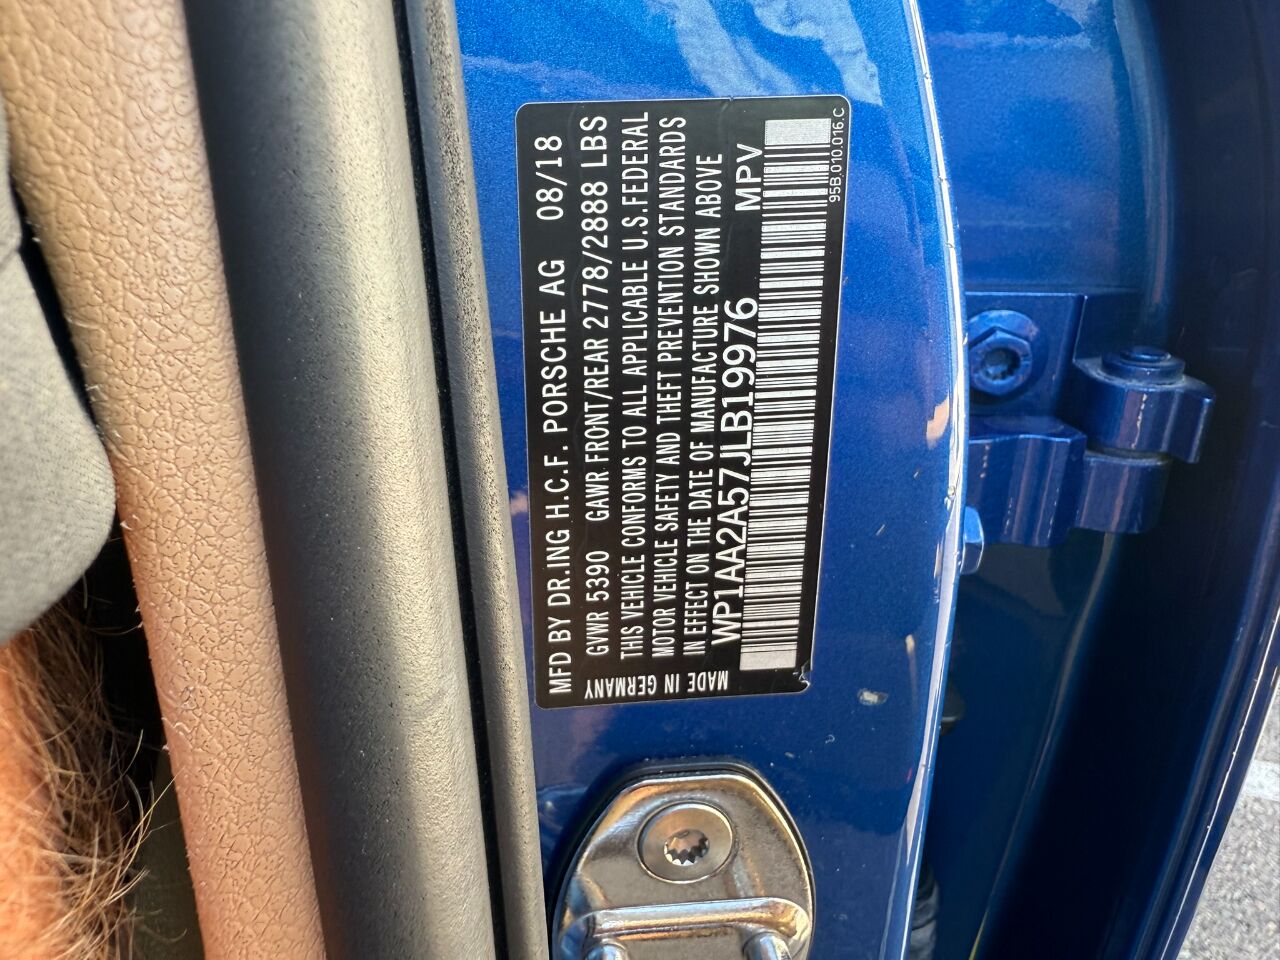 MFD BY DR.ING H.C.F. PORSCHE AG 08/18
GVWR 5390 GAWR FRONT/REAR 2778/2888 LBS
THIS VEHICLE CONFORMS TO ALL APPLICABLE U.S.FEDERAL
MOTOR VEHICLE SAFETY AND THEFT PREVENTION STANDARDS
IN EFFECT ON THE DATE OF MANUFACTURE SHOWN ABOVE
WP1AA2A57JLB19976 MPV
MADE IN GERMANY
95B.010.016.C